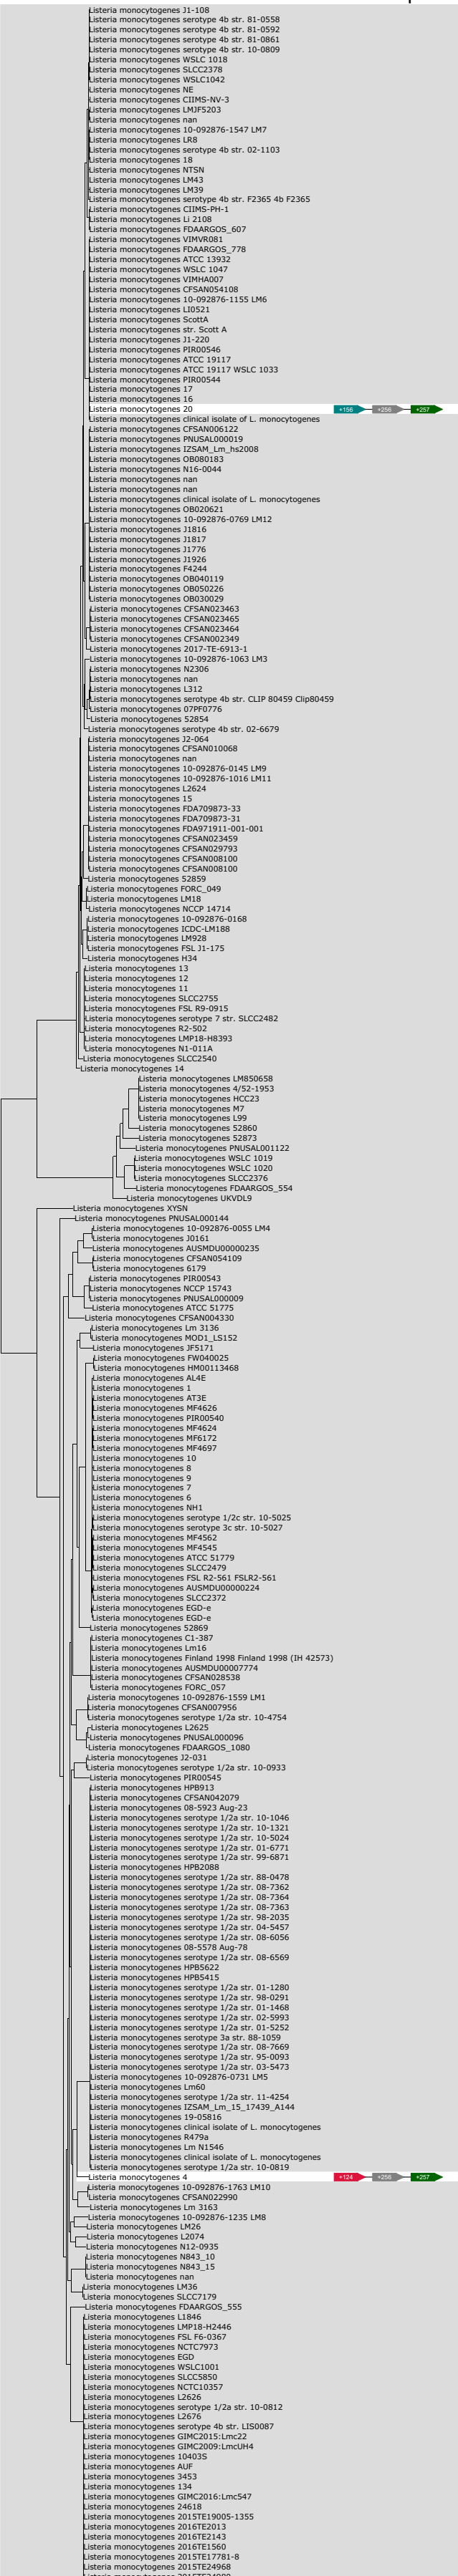 Listeria monocytogenes J1-108
Listeria monocytogenes serotype 4b str. 81-0558
Listeria monocytogenes serotype 4b str. 81-0592
Listeria monocytogenes serotype 4b str. 81-0861
Listeria monocytogenes serotype 4b str. 10-0809
Listeria monocytogenes WSLC 1018
Listeria monocytogenes SLCC2378
Listeria monocytogenes WSLC1042
Listeria monocytogenes NE
Listeria monocytogenes CIIMS-NV-3
Listeria monocytogenes LMJF5203
Listeria monocytogenes nan
Listeria monocytogenes 10-092876-1547 LM7
Listeria monocytogenes LR8
Listeria monocytogenes serotype 4b str. 02-1103
Listeria monocytogenes 18
Listeria monocytogenes NTSN
Listeria monocytogenes LM43
Listeria monocytogenes LM39
Listeria monocytogenes serotype 4b str. F2365 4b F2365
Listeria monocytogenes CIIMS-PH-1
Listeria monocytogenes Li 2108
Listeria monocytogenes FDAARGOS_607
Listeria monocytogenes VIMVR081
Listeria monocytogenes FDAARGOS_778
Listeria monocytogenes ATCC 13932
Listeria monocytogenes WSLC 1047
Listeria monocytogenes VIMHA007
Listeria monocytogenes CFSAN054108
Listeria monocytogenes 10-092876-1155 LM6
Listeria monocytogenes LI0521
Listeria monocytogenes ScottA
Listeria monocytogenes str. Scott A
Listeria monocytogenes J1-220
Listeria monocytogenes PIR00546
Listeria monocytogenes ATCC 19117
Listeria monocytogenes ATCC 19117 WSLC 1033
Listeria monocytogenes PIR00544
Listeria monocytogenes 17
Listeria monocytogenes 16
Listeria monocytogenes 20 +156 +256 +257
Listeria monocytogenes clinical isolate of L. monocytogenes
Listeria monocytogenes CFSAN006122
Listeria monocytogenes PNUSAL000019
Listeria monocytogenes IZSAM_Lm_hs2008
Listeria monocytogenes OB080183
Listeria monocytogenes N16-0044
Listeria monocytogenes nan
Listeria monocytogenes nan
Listeria monocytogenes clinical isolate of L. monocytogenes
Listeria monocytogenes OB020621
Listeria monocytogenes 10-092876-0769 LM12
Listeria monocytogenes J1816
Listeria monocytogenes J1817
Listeria monocytogenes J1776
Listeria monocytogenes J1926
Listeria monocytogenes F4244
Listeria monocytogenes OB040119
Listeria monocytogenes OB050226
Listeria monocytogenes OB030029
Listeria monocytogenes CFSAN023463
Listeria monocytogenes CFSAN023465
Listeria monocytogenes CFSAN023464
Listeria monocytogenes CFSAN002349
Listeria monocytogenes 2017-TE-6913-1
Listeria monocytogenes 10-092876-1063 LM3
Listeria monocytogenes N2306
Listeria monocytogenes nan
Listeria monocytogenes L312
Listeria monocytogenes serotype 4b str. CLIP 80459 Clip80459
Listeria monocytogenes 07PF0776
Listeria monocytogenes 52854
Listeria monocytogenes serotype 4b str. 02-6679
Listeria monocytogenes J2-064
Listeria monocytogenes CFSAN010068
Listeria monocytogenes nan
Listeria monocytogenes 10-092876-0145 LM9
Listeria monocytogenes 10-092876-1016 LM11
Listeria monocytogenes L2624
Listeria monocytogenes 15
Listeria monocytogenes FDA709873-33
Listeria monocytogenes FDA709873-31
Listeria monocytogenes FDA971911-001-001
Listeria monocytogenes CFSAN023459
Listeria monocytogenes CFSAN029793
Listeria monocytogenes CFSAN008100
Listeria monocytogenes CFSAN008100
Listeria monocytogenes 52859
Listeria monocytogenes FORC_049
Listeria monocytogenes LM18
Listeria monocytogenes NCCP 14714
Listeria monocytogenes 10-092876-0168
Listeria monocytogenes ICDC-LM188
Listeria monocytogenes LM928
Listeria monocytogenes FSL J1-175
Listeria monocytogenes H34
Listeria monocytogenes 13
Listeria monocytogenes 12
Listeria monocytogenes 11
Listeria monocytogenes SLCC2755
Listeria monocytogenes FSL R9-0915
Listeria monocytogenes serotype 7 str. SLCC2482
Listeria monocytogenes R2-502
Listeria monocytogenes LMP18-H8393
Listeria monocytogenes N1-011A
Listeria monocytogenes SLCC2540
Listeria monocytogenes 14
Listeria monocytogenes LM850658
Listeria monocytogenes 4/52-1953
Listeria monocytogenes HCC23
Listeria monocytogenes M7
Listeria monocytogenes L99
Listeria monocytogenes 52860
Listeria monocytogenes 52873
Listeria monocytogenes PNUSAL001122
Listeria monocytogenes WSLC 1019
Listeria monocytogenes WSLC 1020
Listeria monocytogenes SLCC2376
Listeria monocytogenes FDAARGOS_554
Listeria monocytogenes UKVDL9
Listeria monocytogenes XYSN
Listeria monocytogenes PNUSAL000144
Listeria monocytogenes 10-092876-0055 LM4
Listeria monocytogenes J0161
Listeria monocytogenes AUSMDU00000235
Listeria monocytogenes CFSAN054109
Listeria monocytogenes 6179
Listeria monocytogenes PIR00543
Listeria monocytogenes NCCP 15743
Listeria monocytogenes PNUSAL000009
Listeria monocytogenes ATCC 51775
Listeria monocytogenes CFSAN004330
Listeria monocytogenes Lm 3136
Listeria monocytogenes MOD1_LS152
Listeria monocytogenes JF5171
Listeria monocytogenes FW040025
Listeria monocytogenes HM00113468
Listeria monocytogenes AL4E
Listeria monocytogenes 1
Listeria monocytogenes AT3E
Listeria monocytogenes MF4626
Listeria monocytogenes PIR00540
Listeria monocytogenes MF4624
Listeria monocytogenes MF6172
Listeria monocytogenes MF4697
Listeria monocytogenes 10
Listeria monocytogenes 8
Listeria monocytogenes 9
Listeria monocytogenes 7
Listeria monocytogenes 6
Listeria monocytogenes NH1
Listeria monocytogenes serotype 1/2c str. 10-5025
Listeria monocytogenes serotype 3c str. 10-5027
Listeria monocytogenes MF4562
Listeria monocytogenes MF4545
Listeria monocytogenes ATCC 51779
Listeria monocytogenes SLCC2479
Listeria monocytogenes FSL R2-561 FSLR2-561
Listeria monocytogenes AUSMDU00000224
Listeria monocytogenes SLCC2372
Listeria monocytogenes EGD-e
Listeria monocytogenes EGD-e
Listeria monocytogenes 52869
Listeria monocytogenes C1-387
Listeria monocytogenes Lm16
Listeria monocytogenes Finland 1998 Finland 1998 (IH 42573)
Listeria monocytogenes AUSMDU00007774
Listeria monocytogenes CFSAN028538
Listeria monocytogenes FORC_057
Listeria monocytogenes 10-092876-1559 LM1
Listeria monocytogenes CFSAN007956
Listeria monocytogenes serotype 1/2a str. 10-4754
Listeria monocytogenes L2625
Listeria monocytogenes PNUSAL000096
Listeria monocytogenes FDAARGOS_1080
Listeria monocytogenes J2-031
Listeria monocytogenes serotype 1/2a str. 10-0933
Listeria monocytogenes PIR00545
Listeria monocytogenes HPB913
Listeria monocytogenes CFSAN042079
Listeria monocytogenes 08-5923 Aug-23
Listeria monocytogenes serotype 1/2a str. 10-1046
Listeria monocytogenes serotype 1/2a str. 10-1321
Listeria monocytogenes serotype 1/2a str. 10-5024
Listeria monocytogenes serotype 1/2a str. 01-6771
Listeria monocytogenes serotype 1/2a str. 99-6871
Listeria monocytogenes HPB2088
Listeria monocytogenes serotype 1/2a str. 88-0478
Listeria monocytogenes serotype 1/2a str. 08-7362
Listeria monocytogenes serotype 1/2a str. 08-7364
Listeria monocytogenes serotype 1/2a str. 08-7363
Listeria monocytogenes serotype 1/2a str. 98-2035
Listeria monocytogenes serotype 1/2a str. 04-5457
Listeria monocytogenes serotype 1/2a str. 08-6056
Listeria monocytogenes 08-5578 Aug-78
Listeria monocytogenes serotype 1/2a str. 08-6569
Listeria monocytogenes HPB5622
Listeria monocytogenes HPB5415
Listeria monocytogenes serotype 1/2a str. 01-1280
Listeria monocytogenes serotype 1/2a str. 98-0291
Listeria monocytogenes serotype 1/2a str. 01-1468
Listeria monocytogenes serotype 1/2a str. 02-5993
Listeria monocytogenes serotype 1/2a str. 01-5252
Listeria monocytogenes serotype 3a str. 88-1059
Listeria monocytogenes serotype 1/2a str. 08-7669
Listeria monocytogenes serotype 1/2a str. 95-0093
Listeria monocytogenes serotype 1/2a str. 03-5473
Listeria monocytogenes 10-092876-0731 LM5
Listeria monocytogenes Lm60
Listeria monocytogenes serotype 1/2a str. 11-4254
Listeria monocytogenes IZSAM_Lm_15_17439_A144
Listeria monocytogenes 19-05816
Listeria monocytogenes clinical isolate of L. monocytogenes
Listeria monocytogenes R479a
Listeria monocytogenes Lm N1546
Listeria monocytogenes clinical isolate of L. monocytogenes
Listeria monocytogenes serotype 1/2a str. 10-0819
Listeria monocytogenes 4 +124 +256 +257
Listeria monocytogenes 10-092876-1763 LM10
Listeria monocytogenes CFSAN022990
Listeria monocytogenes Lm 3163
Listeria monocytogenes 10-092876-1235 LM8
Listeria monocytogenes LM26
Listeria monocytogenes L2074
Listeria monocytogenes N12-0935
Listeria monocytogenes N843_10
Listeria monocytogenes N843_15
Listeria monocytogenes nan
Listeria monocytogenes LM36
Listeria monocytogenes SLCC7179
Listeria monocytogenes FDAARGOS_555
Listeria monocytogenes L1846
Listeria monocytogenes LMP18-H2446
Listeria monocytogenes FSL F6-0367
Listeria monocytogenes NCTC7973
Listeria monocytogenes EGD
Listeria monocytogenes WSLC1001
Listeria monocytogenes SLCC5850
Listeria monocytogenes NCTC10357
Listeria monocytogenes L2626
Listeria monocytogenes serotype 1/2a str. 10-0812
Listeria monocytogenes L2676
Listeria monocytogenes serotype 4b str. LIS0087
Listeria monocytogenes GIMC2015:Lmc22
Listeria monocytogenes GIMC2009:LmcUH4
Listeria monocytogenes 10403S
Listeria monocytogenes AUF
Listeria monocytogenes 3453
Listeria monocytogenes 134
Listeria monocytogenes GIMC2016:Lmc547
Listeria monocytogenes 24618
Listeria monocytogenes 2015TE19005-1355
Listeria monocytogenes 2016TE2013
Listeria monocytogenes 2016TE2143
Listeria monocytogenes 2016TE1560
Listeria monocytogenes 2015TE17781-8
Listeria monocytogenes 2015TE24968